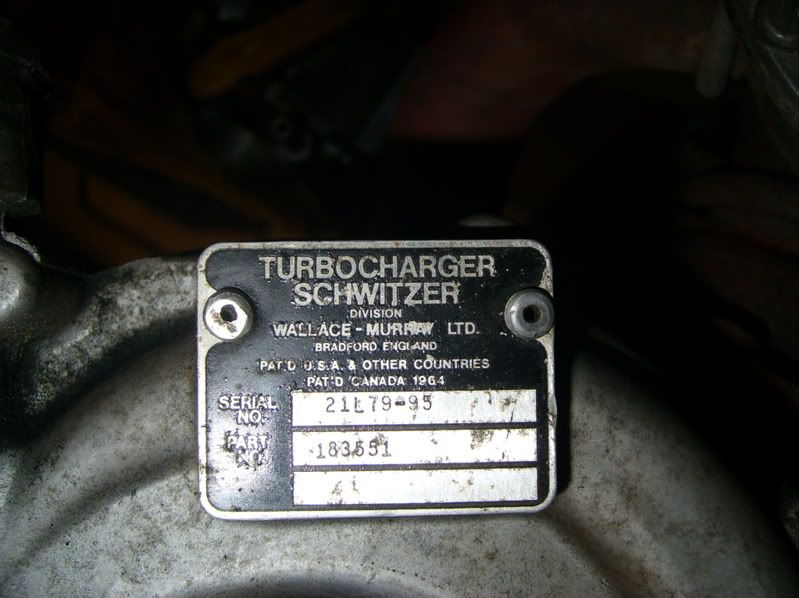 TURBOCHARGER
SCHWITZER
DIVISION
WALLACE-MURRAY LTD.
BRADFORD ENGLAND
PAT'D U.S.A. & OTHER COUNTRIES
PAT'D CANADA 1964
SERIAL NO. 21L79-95
PART 183551